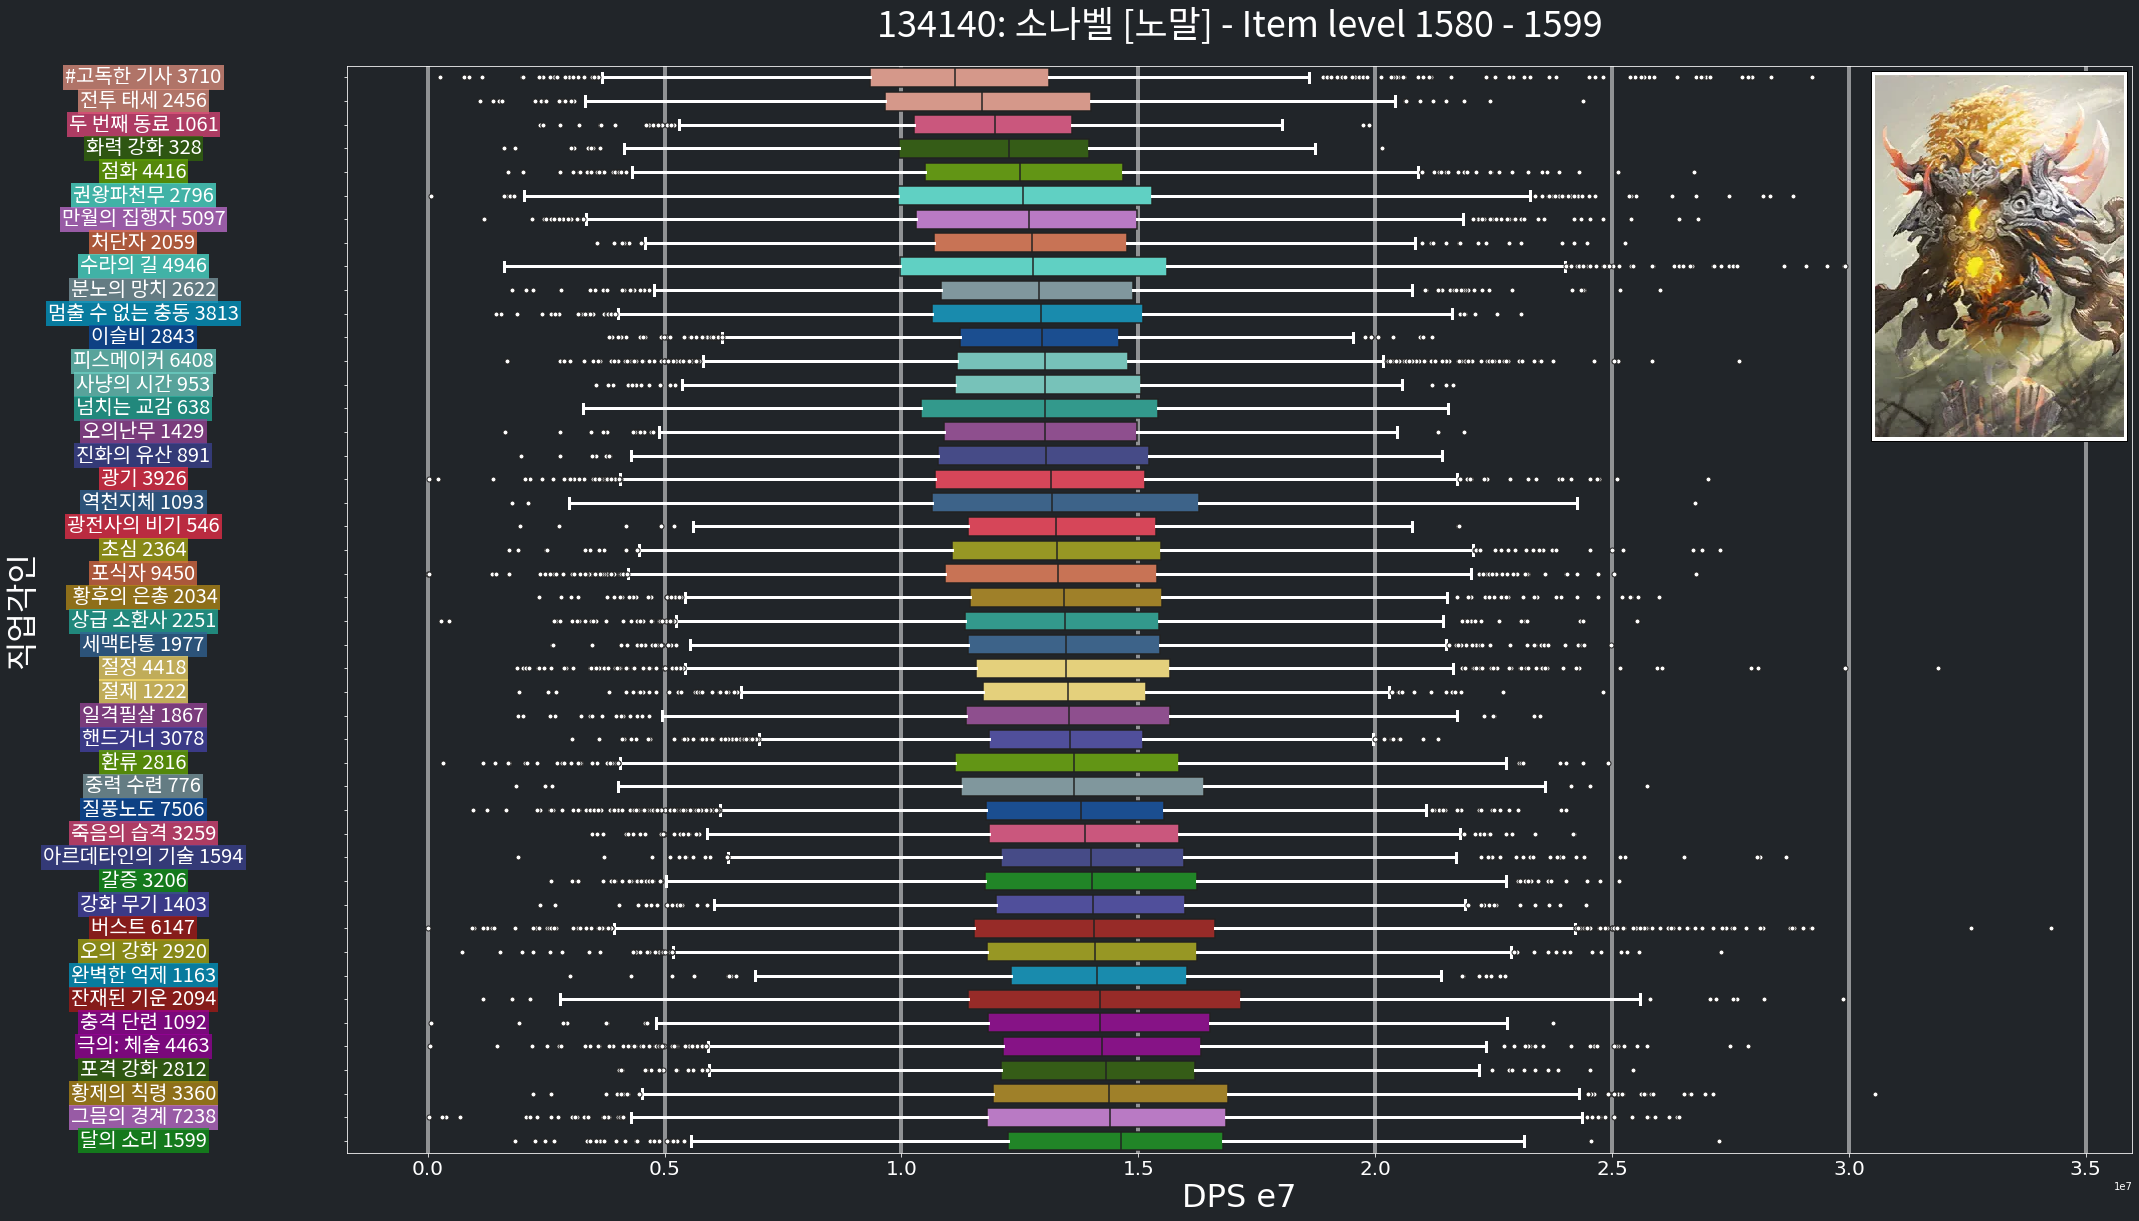 134140: 소나벨 [노말] - Item level 1580 - 1599
#고독한 기사 3710
전투 태세 2456
두 번째 동료 1061
화력 강화 328
점화 4416
권왕파천무 2796
만월의 집행자 5097
처단자 2059
수라의 길 4946
분노의 망치 2622
멈출 수 없는 충동 3813
이슬비 2843
피스메이커 6408
사냥의 시간 953
넘치는 교감 638
오의난무 1429
진화의 유산 891
광기 3926
역천지체 1093
광전사의 비기 546
초심 2364
포식자 9450
황후의 은총 2034
상급 소환사 2251
세맥타통 1977
절정 4418
절제 1222
일격필살 1867
핸드거너 3078
환류 2816
중력 수련 776
질풍노도 7506
죽음의 습격 3259
아르데타인의 기술 1594
갈증 3206
강화 무기 1403
버스트 6147
오의 강화 2920
완벽한 억제 1163
잔재된 기운 2094
충격 단련 1092
극의: 체술 4463
포격 강화 2812
황제의 칙령 3360
그믐의 경계 7238
달의 소리 1599
직업각인
0.0 0.5 1.0 1.5 2.0 2.5 3.0 3.5
1e7
DPS e7